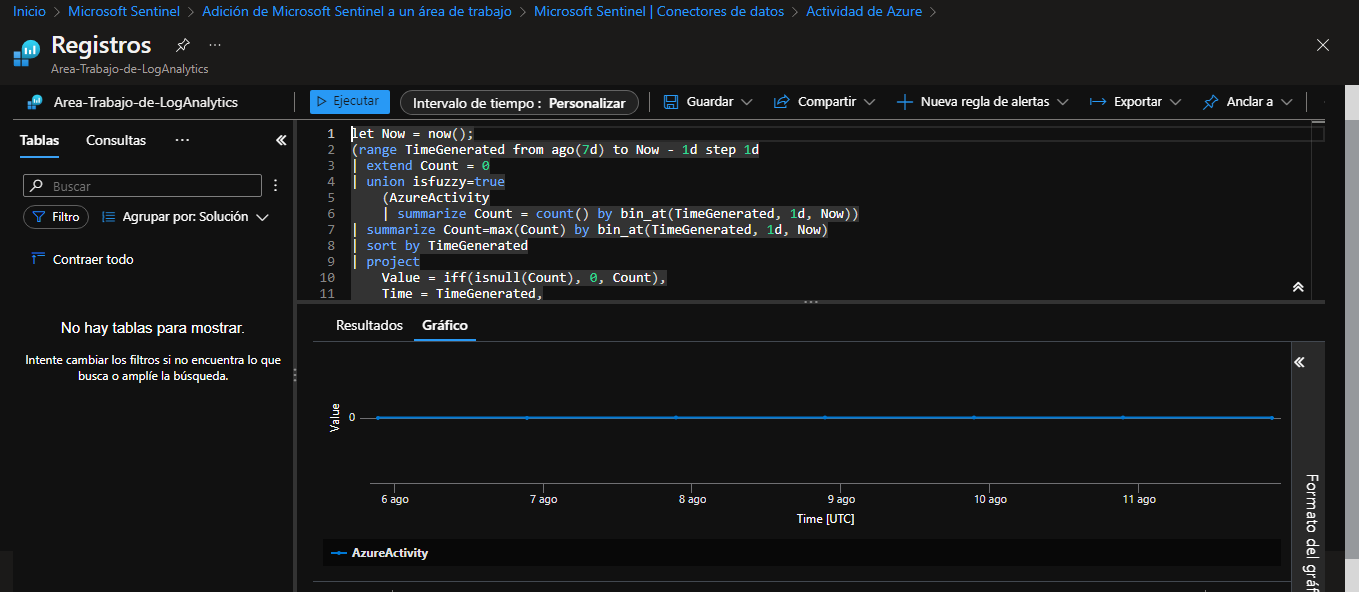 Inicio > Microsoft Sentinel > Adición de Microsoft Sentinel a un área de trabajo > Microsoft Sentinel | Conectores de datos > Actividad de Azure >
Registros
Area-Trabajo-de-LogAnalytics
Area-Trabajo-de-LogAnalytics
Ejecutar
Intervalo de tiempo : Personalizar
Guardar
Compartir
Nueva regla de alertas
Exportar
Anclar a
Tablas
Consultas
Buscar
Filtro
Agrupar por: Solución
Contraer todo
No hay tablas para mostrar.
Intente cambiar los filtros si no encuentra lo que
busca o amplíe la búsqueda.
1 let Now = now();
2 (range TimeGenerated from ago(7d) to Now - 1d step 1d
3 | extend Count = 0
4 | union isfuzzy=true
5 (AzureActivity
6 | summarize Count = count() by bin_at(TimeGenerated, 1d, Now))
7 | summarize Count=max(Count) by bin_at(TimeGenerated, 1d, Now)
8 | sort by TimeGenerated
9 | project
10 Value = iff(isnull(Count), 0, Count),
11 Time = TimeGenerated,
Resultados
Gráfico
Value
0
6 ago
7 ago
8 ago
9 ago
10 ago
11 ago
Time [UTC]
AzureActivity
Formato del gráf